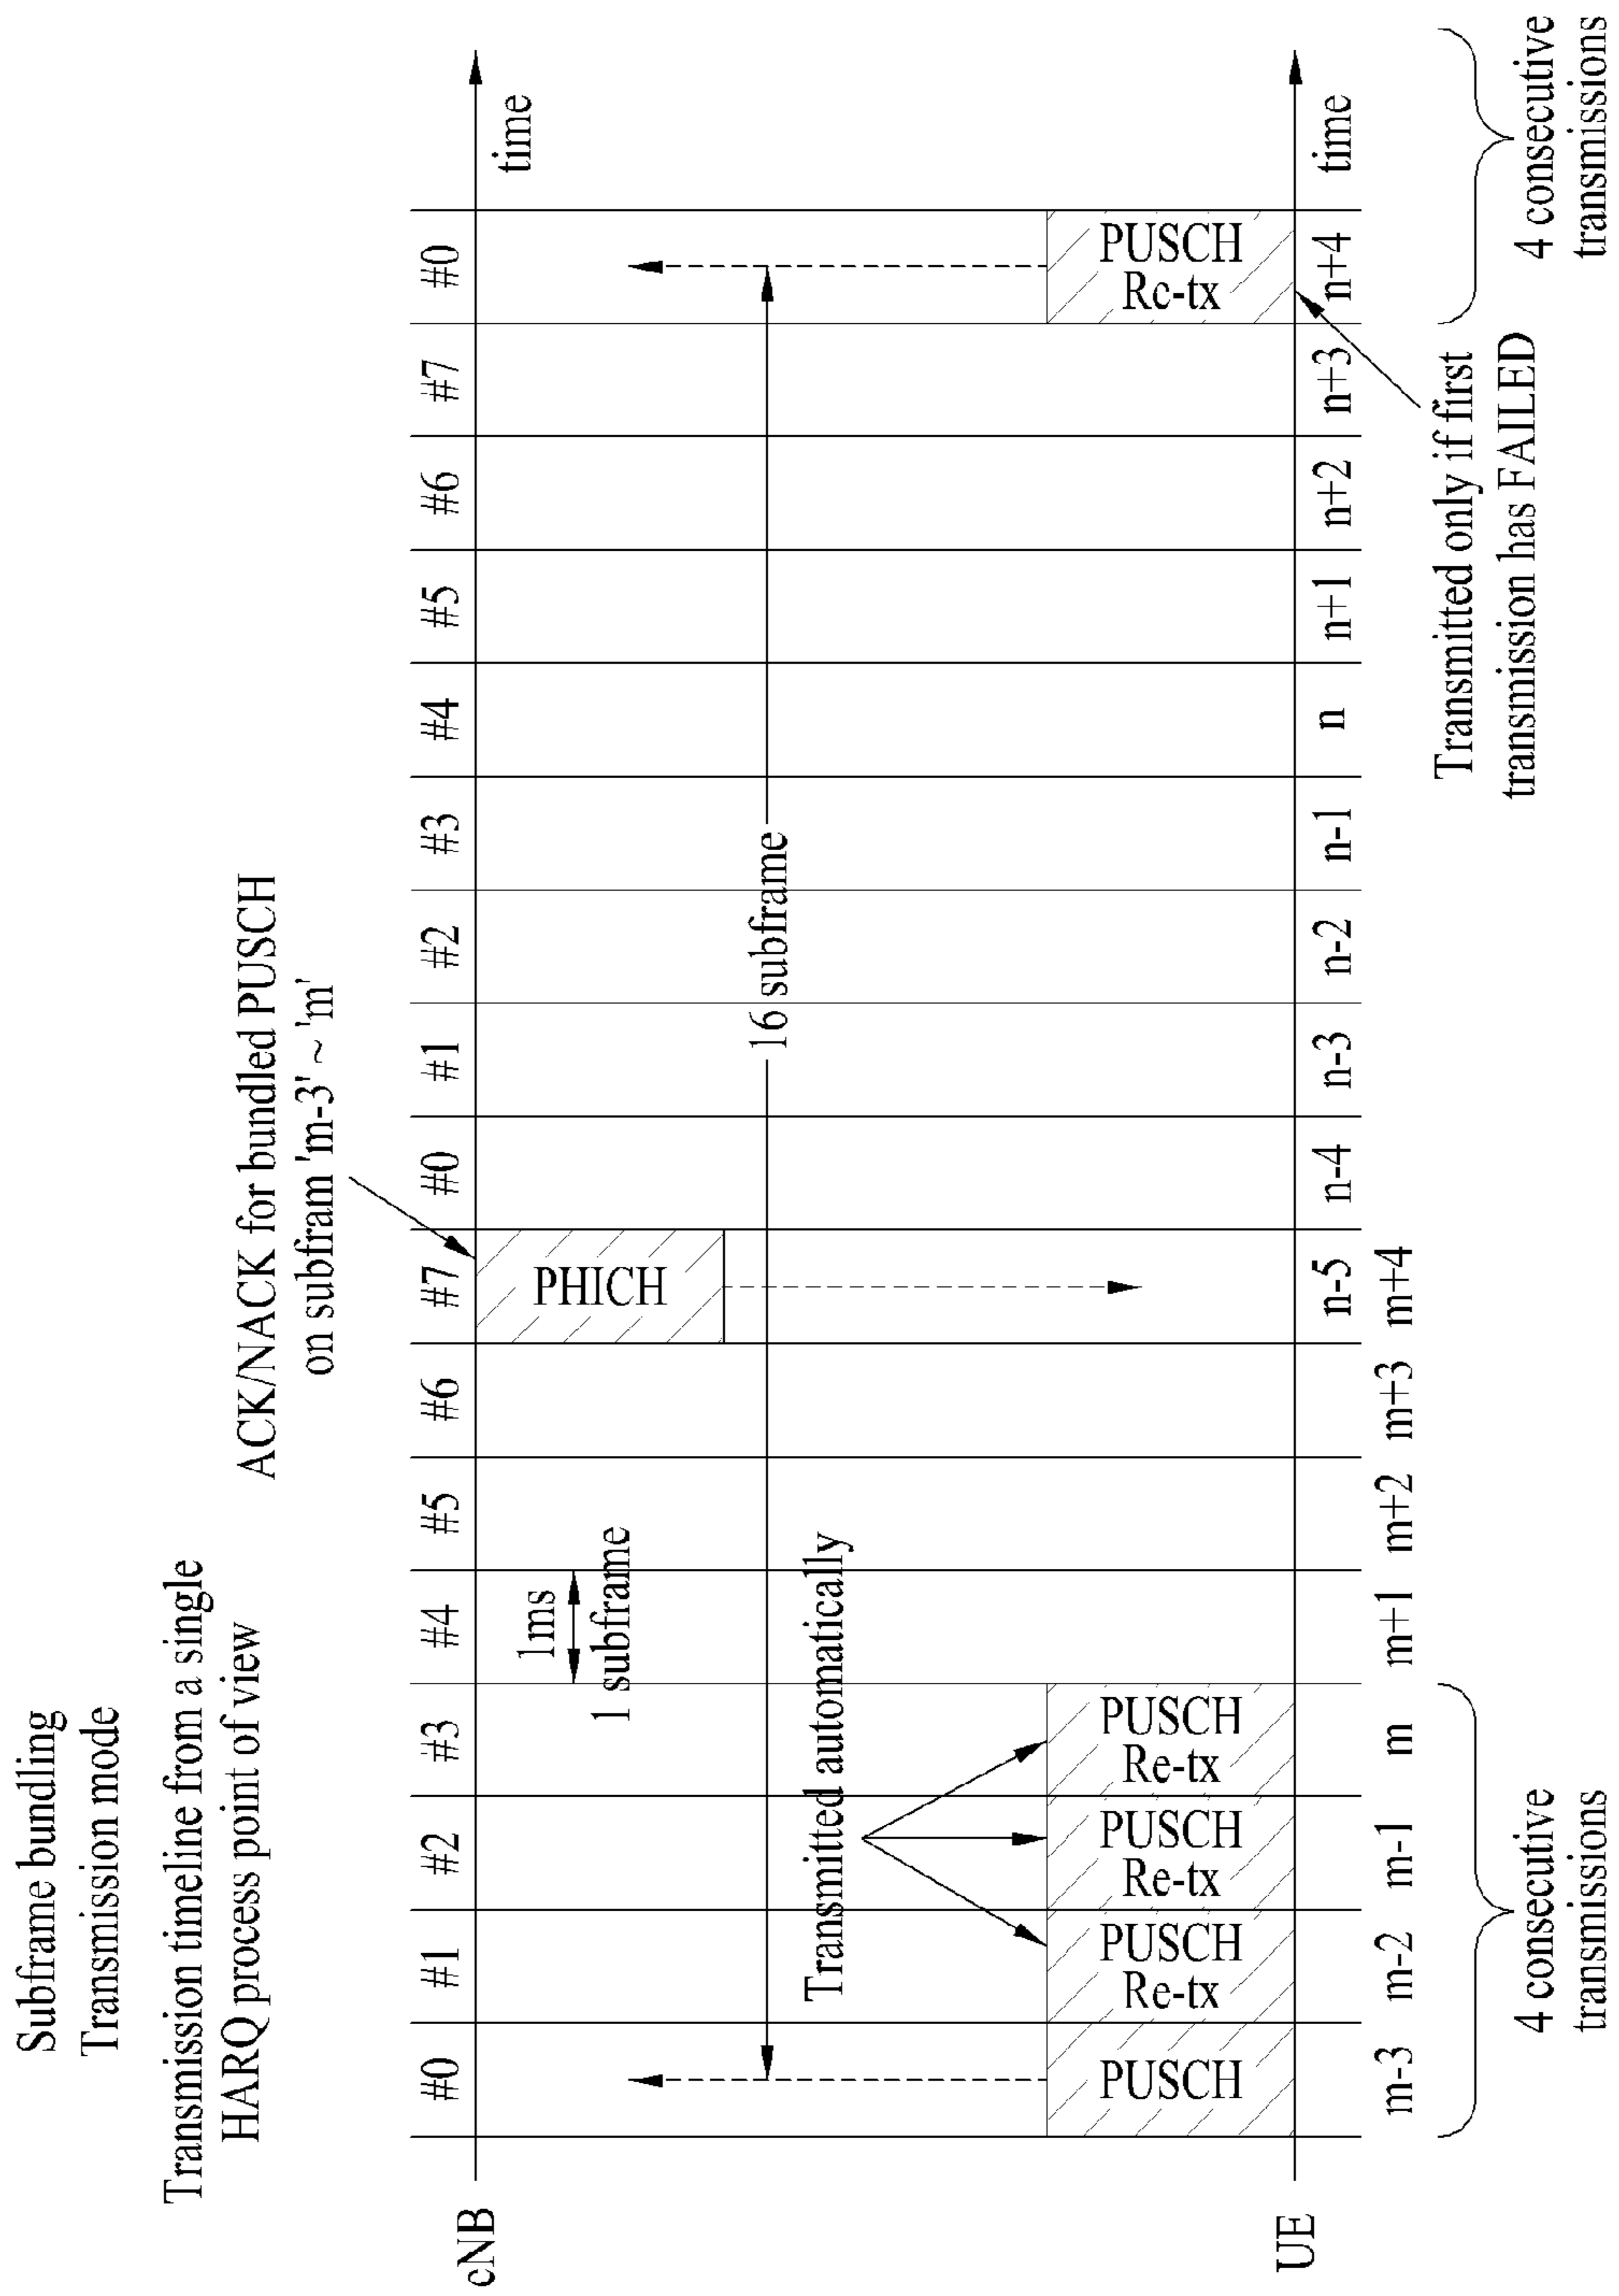 Subframe bundling
Transmission mode
Transmission timeline from a single
HARQ process point of view
ACK/NACK for bundled PUSCH
on subfram 'm-3' ~ 'm'
#0 #1 #2 #3 #4 #5 #6 #7 #0 #1 #2 #3 #4 #5 #6 #7 #0
cNB
time
1ms
1 subframe
PHICH
16 subframe
Transmitted automatically
PUSCH
PUSCH
Re-tx
PUSCH
Re-tx
PUSCH
Re-tx
PUSCH
Rc-tx
UE
time
n-5 n-4 n-3 n-2 n-1 n n+1 n+2 n+3 n+4
m-3 m-2 m-1 m m+1 m+2 m+3 m+4
Transmitted only if first
transmission has FAILED
4 consecutive
transmissions
4 consecutive
transmissions